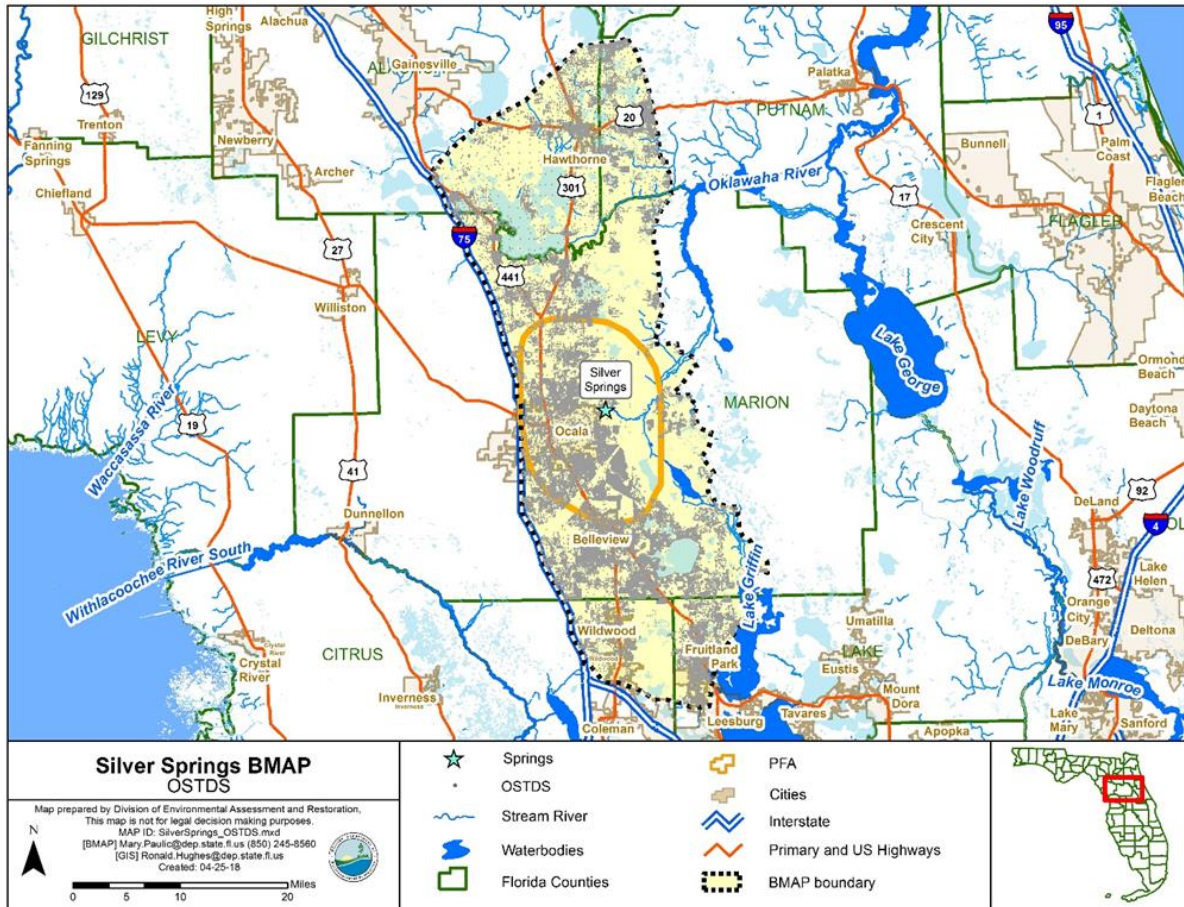 High
Springs
Alachua
GILCHRIST
Gainesville
129
Trenton
Fanning
Springs
Chiefland
Newberry
Archer
20
Hawthorne
301
75
441
27
Williston
LEVY
Waccasassa River
19
41
Dunnellon
Withlacoochee River South
Crystal
River
Crystal
River
CITRUS
Inverness
Inverness
Silver
Springs
Ocala
Belleview
MARION
Wildwood
Wildwood
Fruitland
Park
Coleman
Leesburg
Lake Griffin
Palatka
PUTNAM
Oklawaha River
17
Crescent
City
Lake George
95
1
Bunnell
Palm
Coast
Flagler
Beach
FLAGLER
Ormond
Beach
Daytona
Beach
Lake Woodruff
DeLand
92
4
472
Lake
Helen
Orange
City
DeBary
Deltona
Lake Monroe
Umatilla
LAKE
Eustis
Mount
Dora
Tavares
Apopka
Lake
Mary
Sanford
Silver Springs BMAP
OSTDS
Map prepared by Division of Environmental Assessment and Restoration,
This map is not for legal decision making purposes.
MAP ID: SilverSprings_OSTDS.mxd
[BMAP] Mary.Paulic@dep.state.fl.us (850) 245-8560
[GIS] Ronald.Hughes@dep.state.fl.us
Created: 04-25-18
N
0 5 10 20 Miles
Springs
OSTDS
Stream River
Waterbodies
Florida Counties
PFA
Cities
Interstate
Primary and US Highways
BMAP boundary